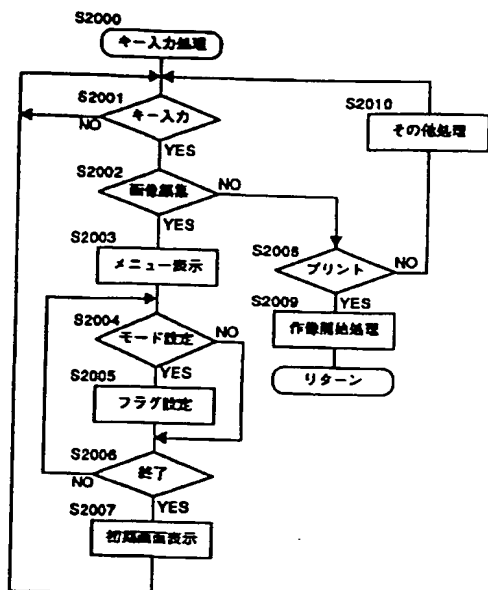 S2000
キー入力処理
S2001
キー入力
NO
YES
S2002
画像編集
NO
YES
S2003
メニュー表示
S2004
モード設定
NO
YES
S2005
フラグ設定
S2006
終了
NO
YES
S2007
初期画面表示
S2010
その他処理
S2008
プリント
NO
YES
S2009
作像開始処理
リターン